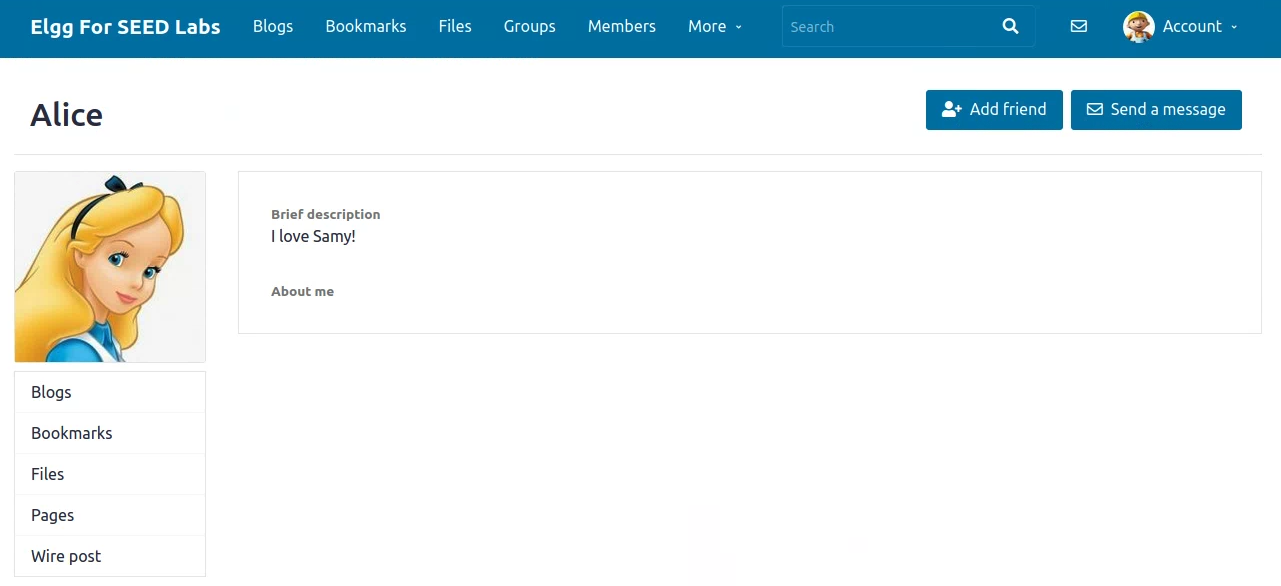 Elgg For SEED Labs Blogs Bookmarks Files Groups Members More Search Account
Alice
Add friend Send a message
Brief description
I love Samy!
About me
Blogs
Bookmarks
Files
Pages
Wire post